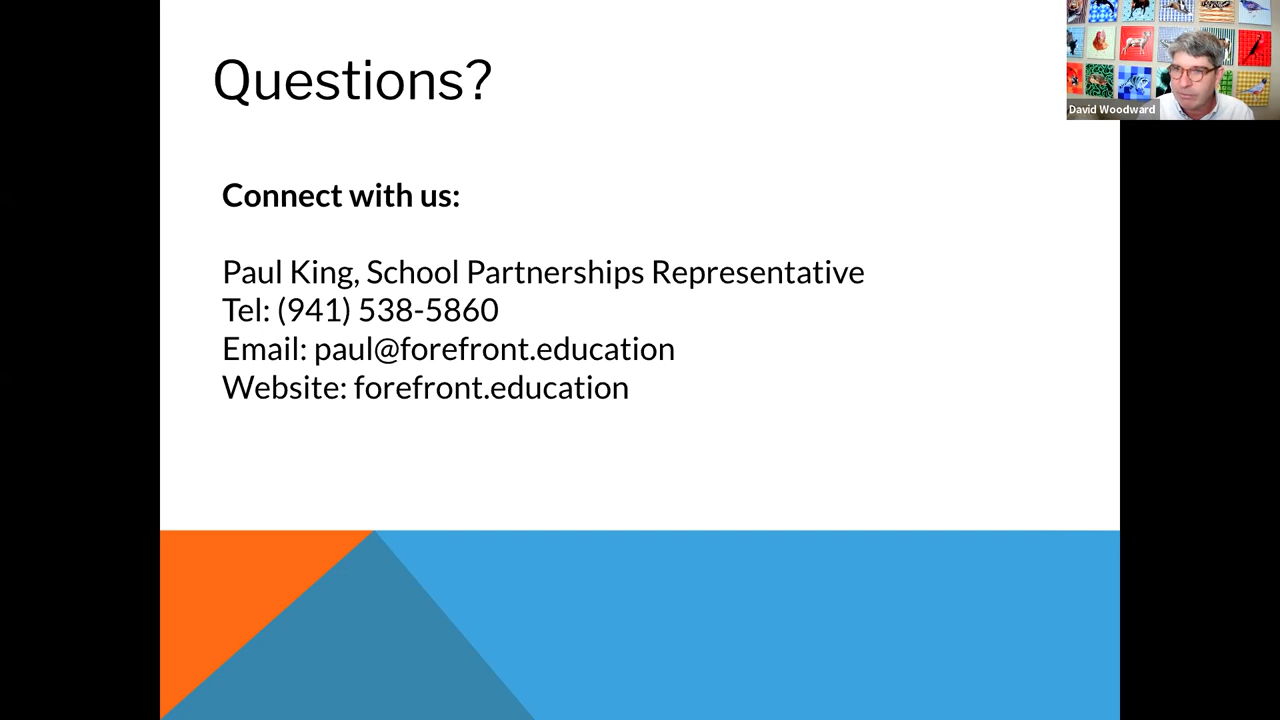 Questions?
David Woodward
Connect with us:
Paul King, School Partnerships Representative
Tel: (941) 538-5860
Email: paul@forefront.education
Website: forefront.education